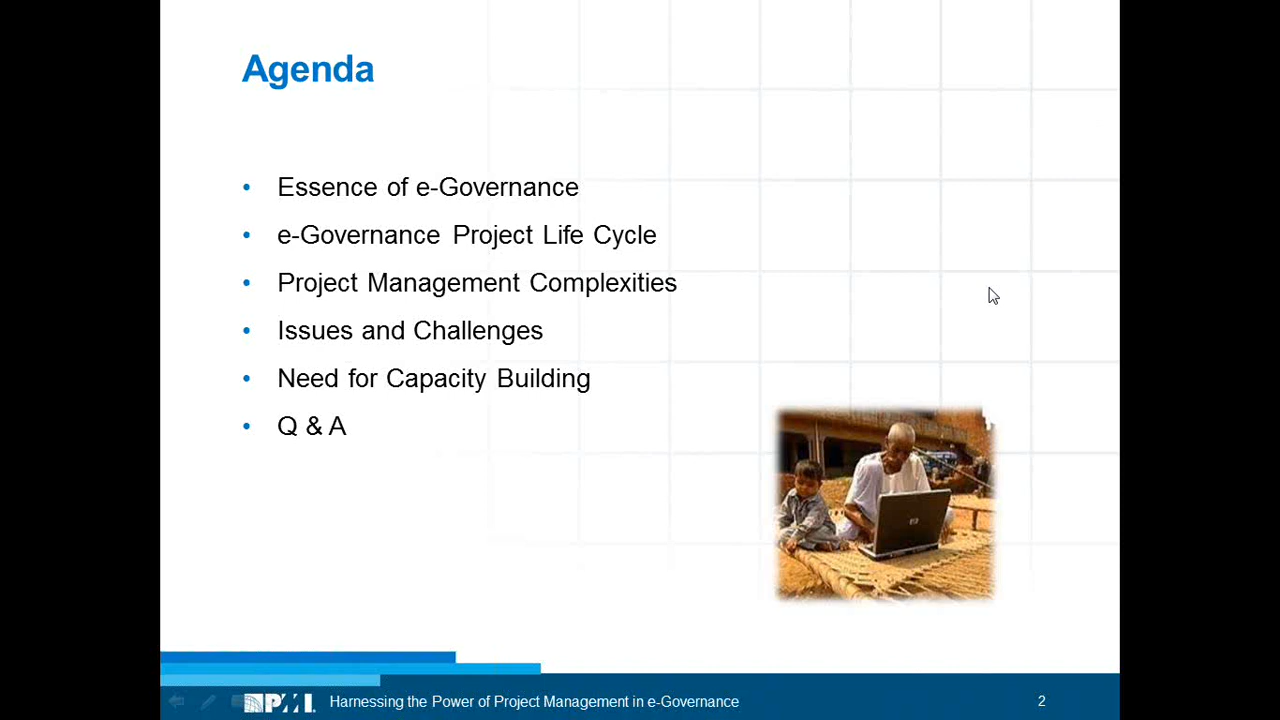 Agenda
• Essence of e-Governance
• e-Governance Project Life Cycle
• Project Management Complexities
• Issues and Challenges
• Need for Capacity Building
• Q & A
PMI Harnessing the Power of Project Management in e-Governance 2